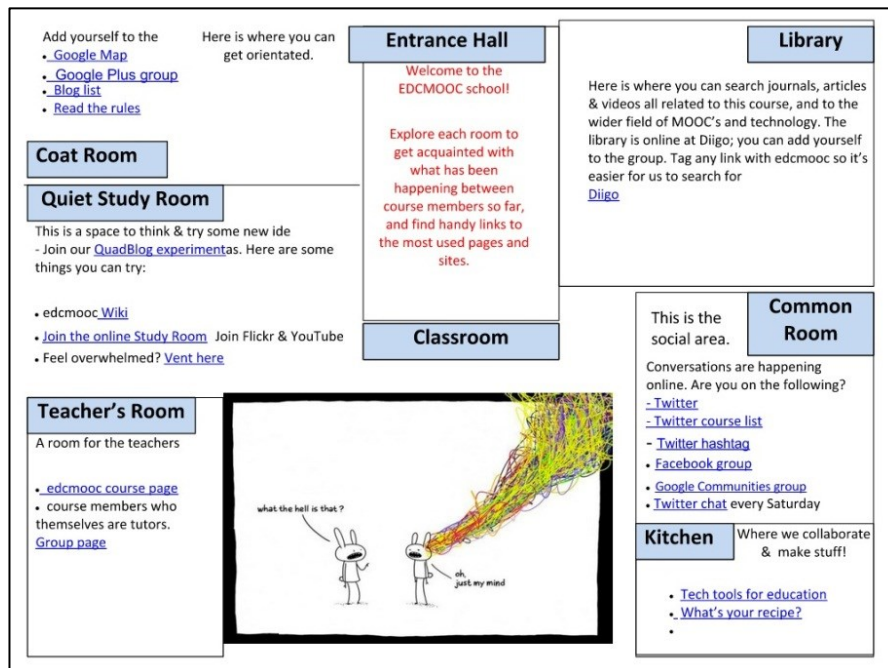 Add yourself to the
• Google Map
• Google Plus group
• Blog list
• Read the rules
Here is where you can
get orientated.
Coat Room
Entrance Hall
Welcome to the
EDCMOOC school!
Explore each room to
get acquainted with
what has been
happening between
course members so far,
and find handy links to
the most used pages and
sites.
Library
Here is where you can search journals, articles
& videos all related to this course, and to the
wider field of MOOC's and technology. The
library is online at Diigo; you can add yourself
to the group. Tag any link with edcmooc so it's
easier for us to search for
Diigo
Quiet Study Room
This is a space to think & try some new ide
- Join our QuadBlog experimentas. Here are some
things you can try:
• edcmooc Wiki
• Join the online Study Room Join Flickr & YouTube
• Feel overwhelmed? Vent here
Classroom
Common
Room
This is the
social area.
Conversations are happening
online. Are you on the following?
- Twitter
- Twitter course list
- Twitter hashtag
• Facebook group
• Google Communities group
• Twitter chat every Saturday
Teacher's Room
A room for the teachers
• edcmooc course page
• course members who
themselves are tutors.
Group page
what the hell is that?
oh,
just my mind
Kitchen
Where we collaborate
& make stuff!
• Tech tools for education
• What's your recipe?
•